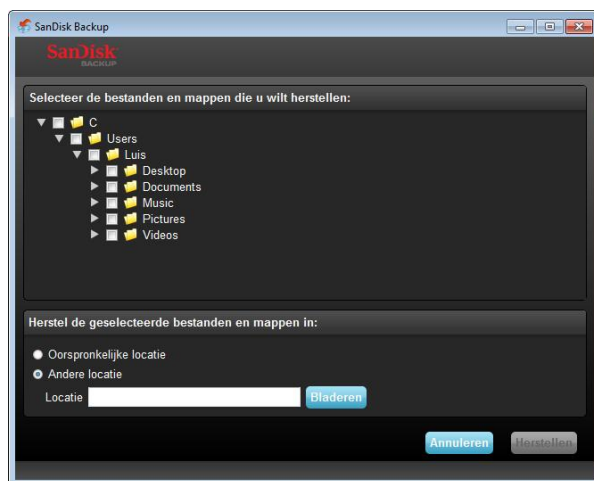 SanDisk Backup
SanDisk
BACKUP
Selecteer de bestanden en mappen die u wilt herstellen:
C
Users
Luis
Desktop
Documents
Music
Pictures
Videos
Herstel de geselecteerde bestanden en mappen in:
Oorspronkelijke locatie
Andere locatie
Locatie Bladeren
Annuleren Herstellen